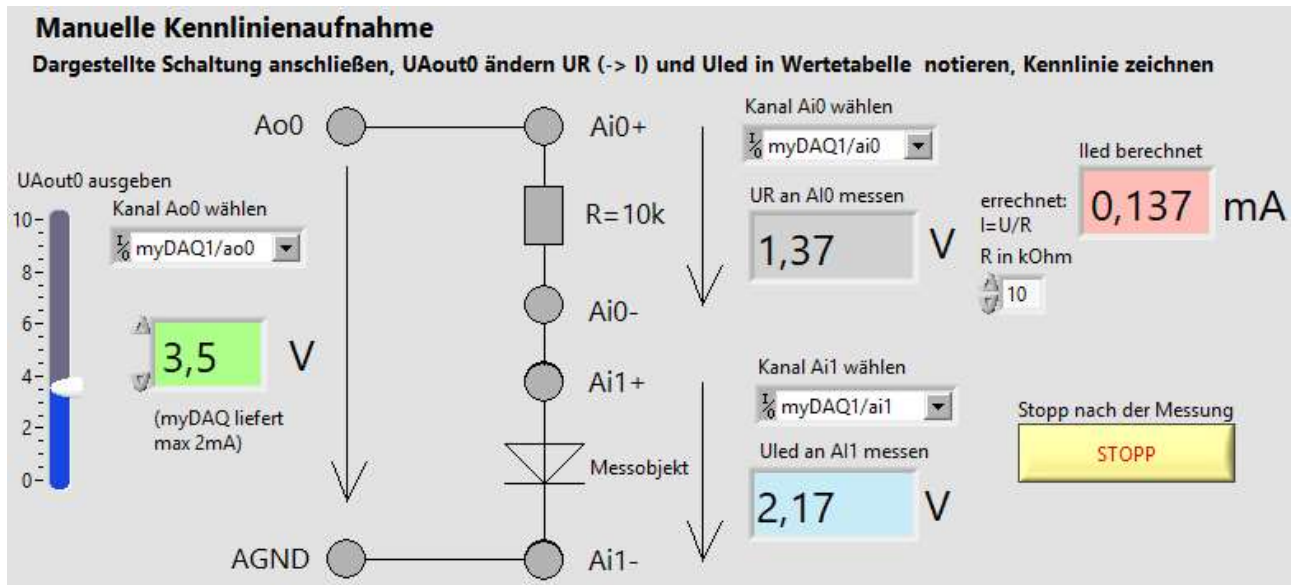 Manuelle Kennlinienaufnahme
Dargestellte Schaltung anschließen, UAout0 ändern UR (-> I) und Uled in Wertetabelle notieren, Kennlinie zeichnen
Ao0
Ai0+
Kanal Ai0 wählen
I/0 myDAQ1/ai0
Iled berechnet
0,137 mA
UAout0 ausgeben
Kanal Ao0 wählen
I/0 myDAQ1/ao0
R=10k
UR an AI0 messen
1,37 V
errechnet:
I=U/R
R in kOhm
10
10
8
6
4
2
0
Ai0-
3,5 V
(myDAQ liefert
max 2mA)
Ai1+
Kanal Ai1 wählen
I/0 myDAQ1/ai1
Stopp nach der Messung
STOPP
Messobjekt
Uled an AI1 messen
2,17 V
AGND
Ai1-